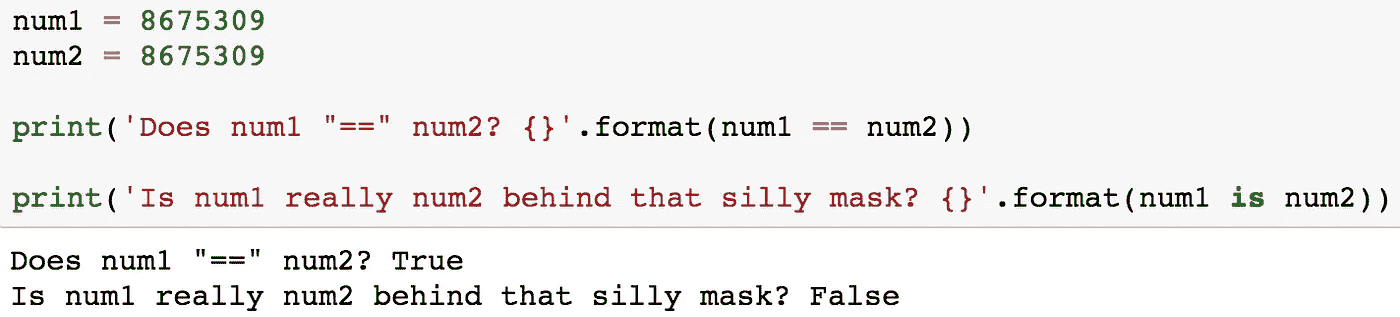 num1 = 8675309
num2 = 8675309
print('Does num1 "==" num2? {}'.format(num1 == num2))
print('Is num1 really num2 behind that silly mask? {}'.format(num1 is num2))
Does num1 "==" num2? True
Is num1 really num2 behind that silly mask? False